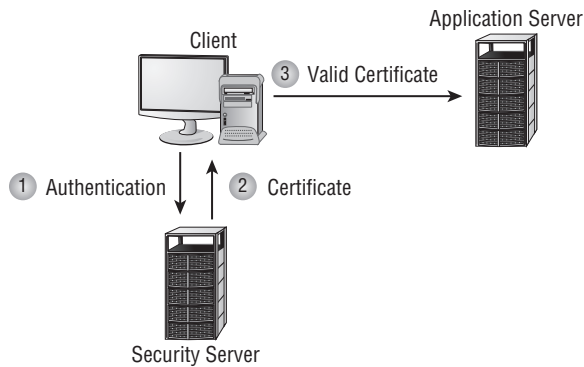 Application Server
Client
3 Valid Certificate
1 Authentication
2 Certificate
Security Server